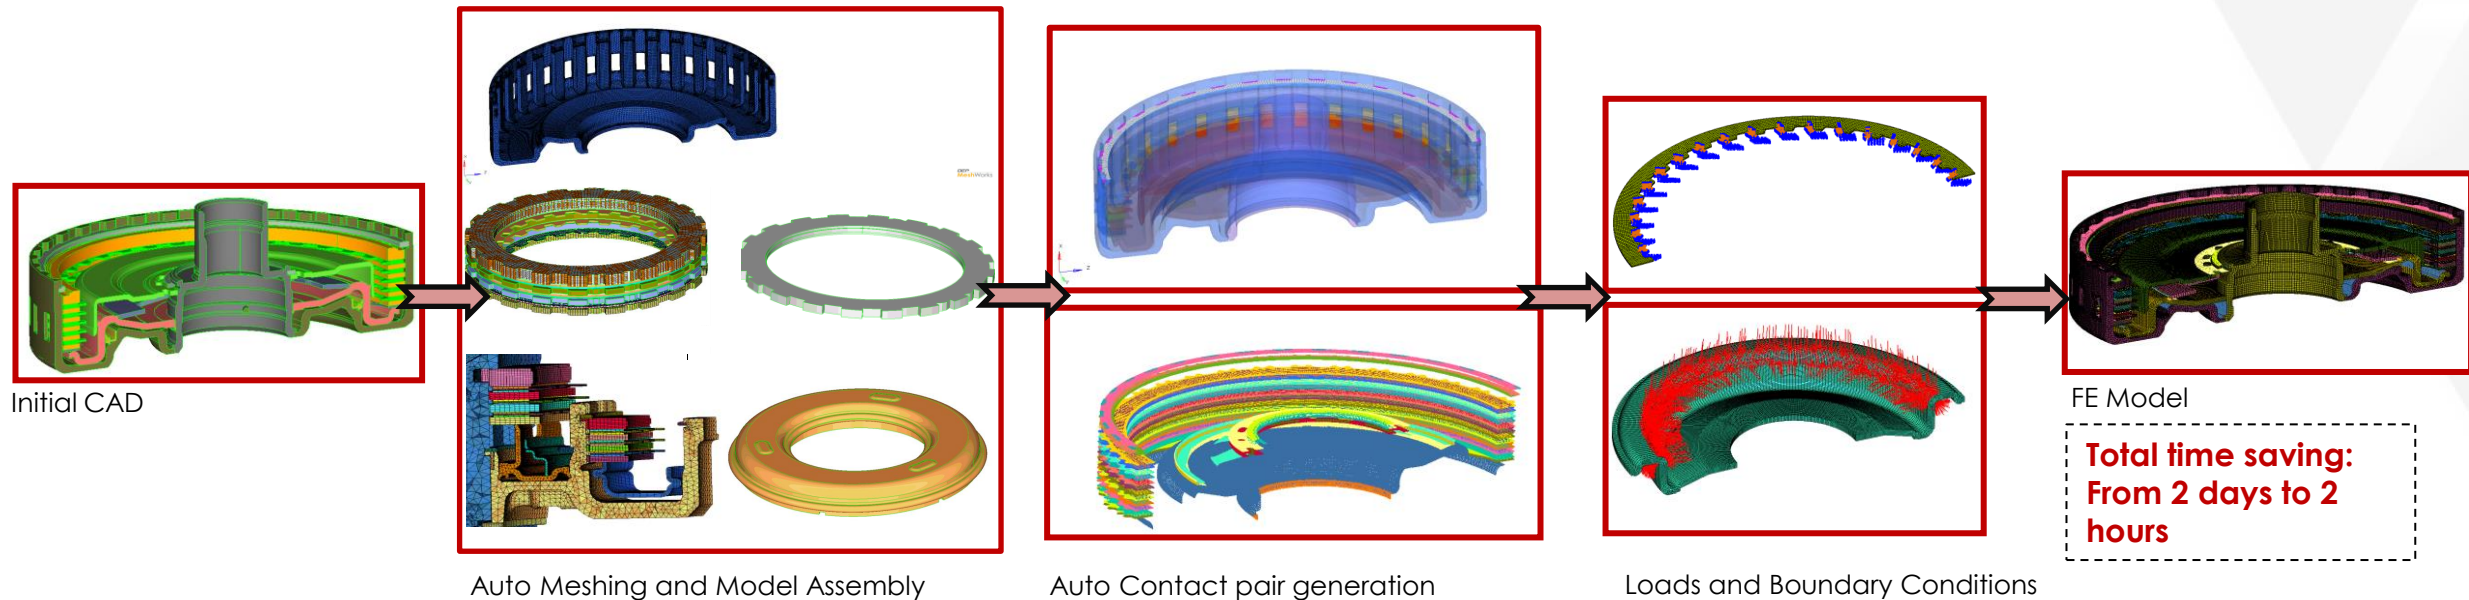 Initial CAD
Auto Meshing and Model Assembly
Auto Contact pair generation
Loads and Boundary Conditions
FE Model
Total time saving:
From 2 days to 2
hours